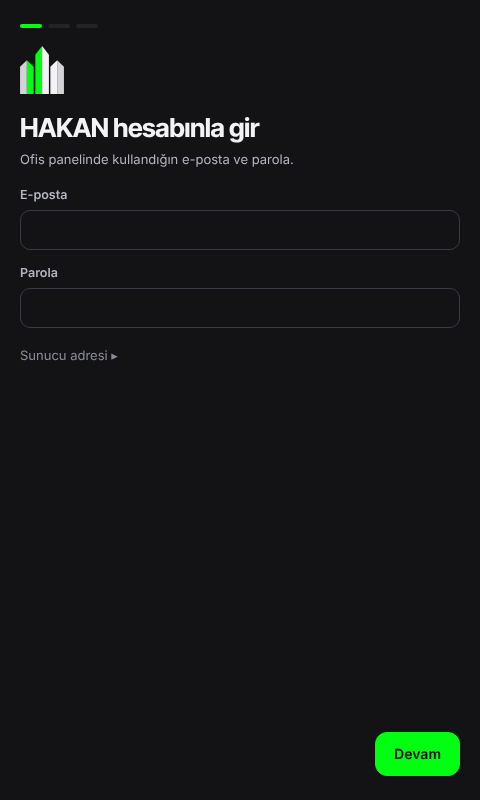 HAKAN hesabınla gir
Ofis panelinde kullandığın e-posta ve parola.
E-posta
Parola
Sunucu adresi ▸
Devam